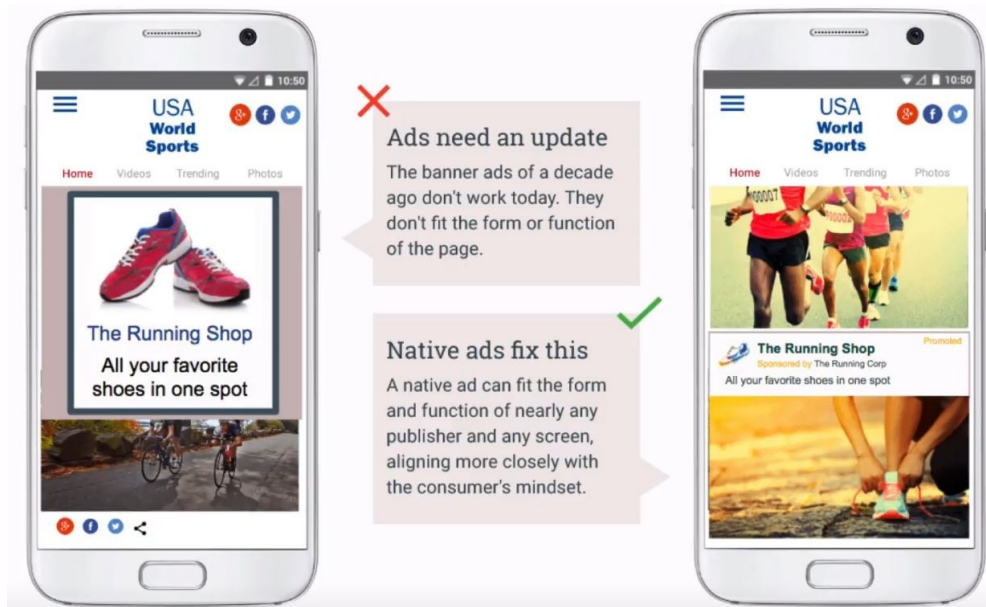 10:50
USA
World
Sports
Home Videos Trending Photos
The Running Shop
All your favorite
shoes in one spot
Ads need an update
The banner ads of a decade
ago don't work today. They
don't fit the form or function
of the page.
Native ads fix this
A native ad can fit the form
and function of nearly any
publisher and any screen,
aligning more closely with
the consumer's mindset.
10:50
USA
World
Sports
Home Videos Trending Photos
00007
00002
The Running Shop
Promoted
Sponsored by The Running Corp
All your favorite shoes in one spot